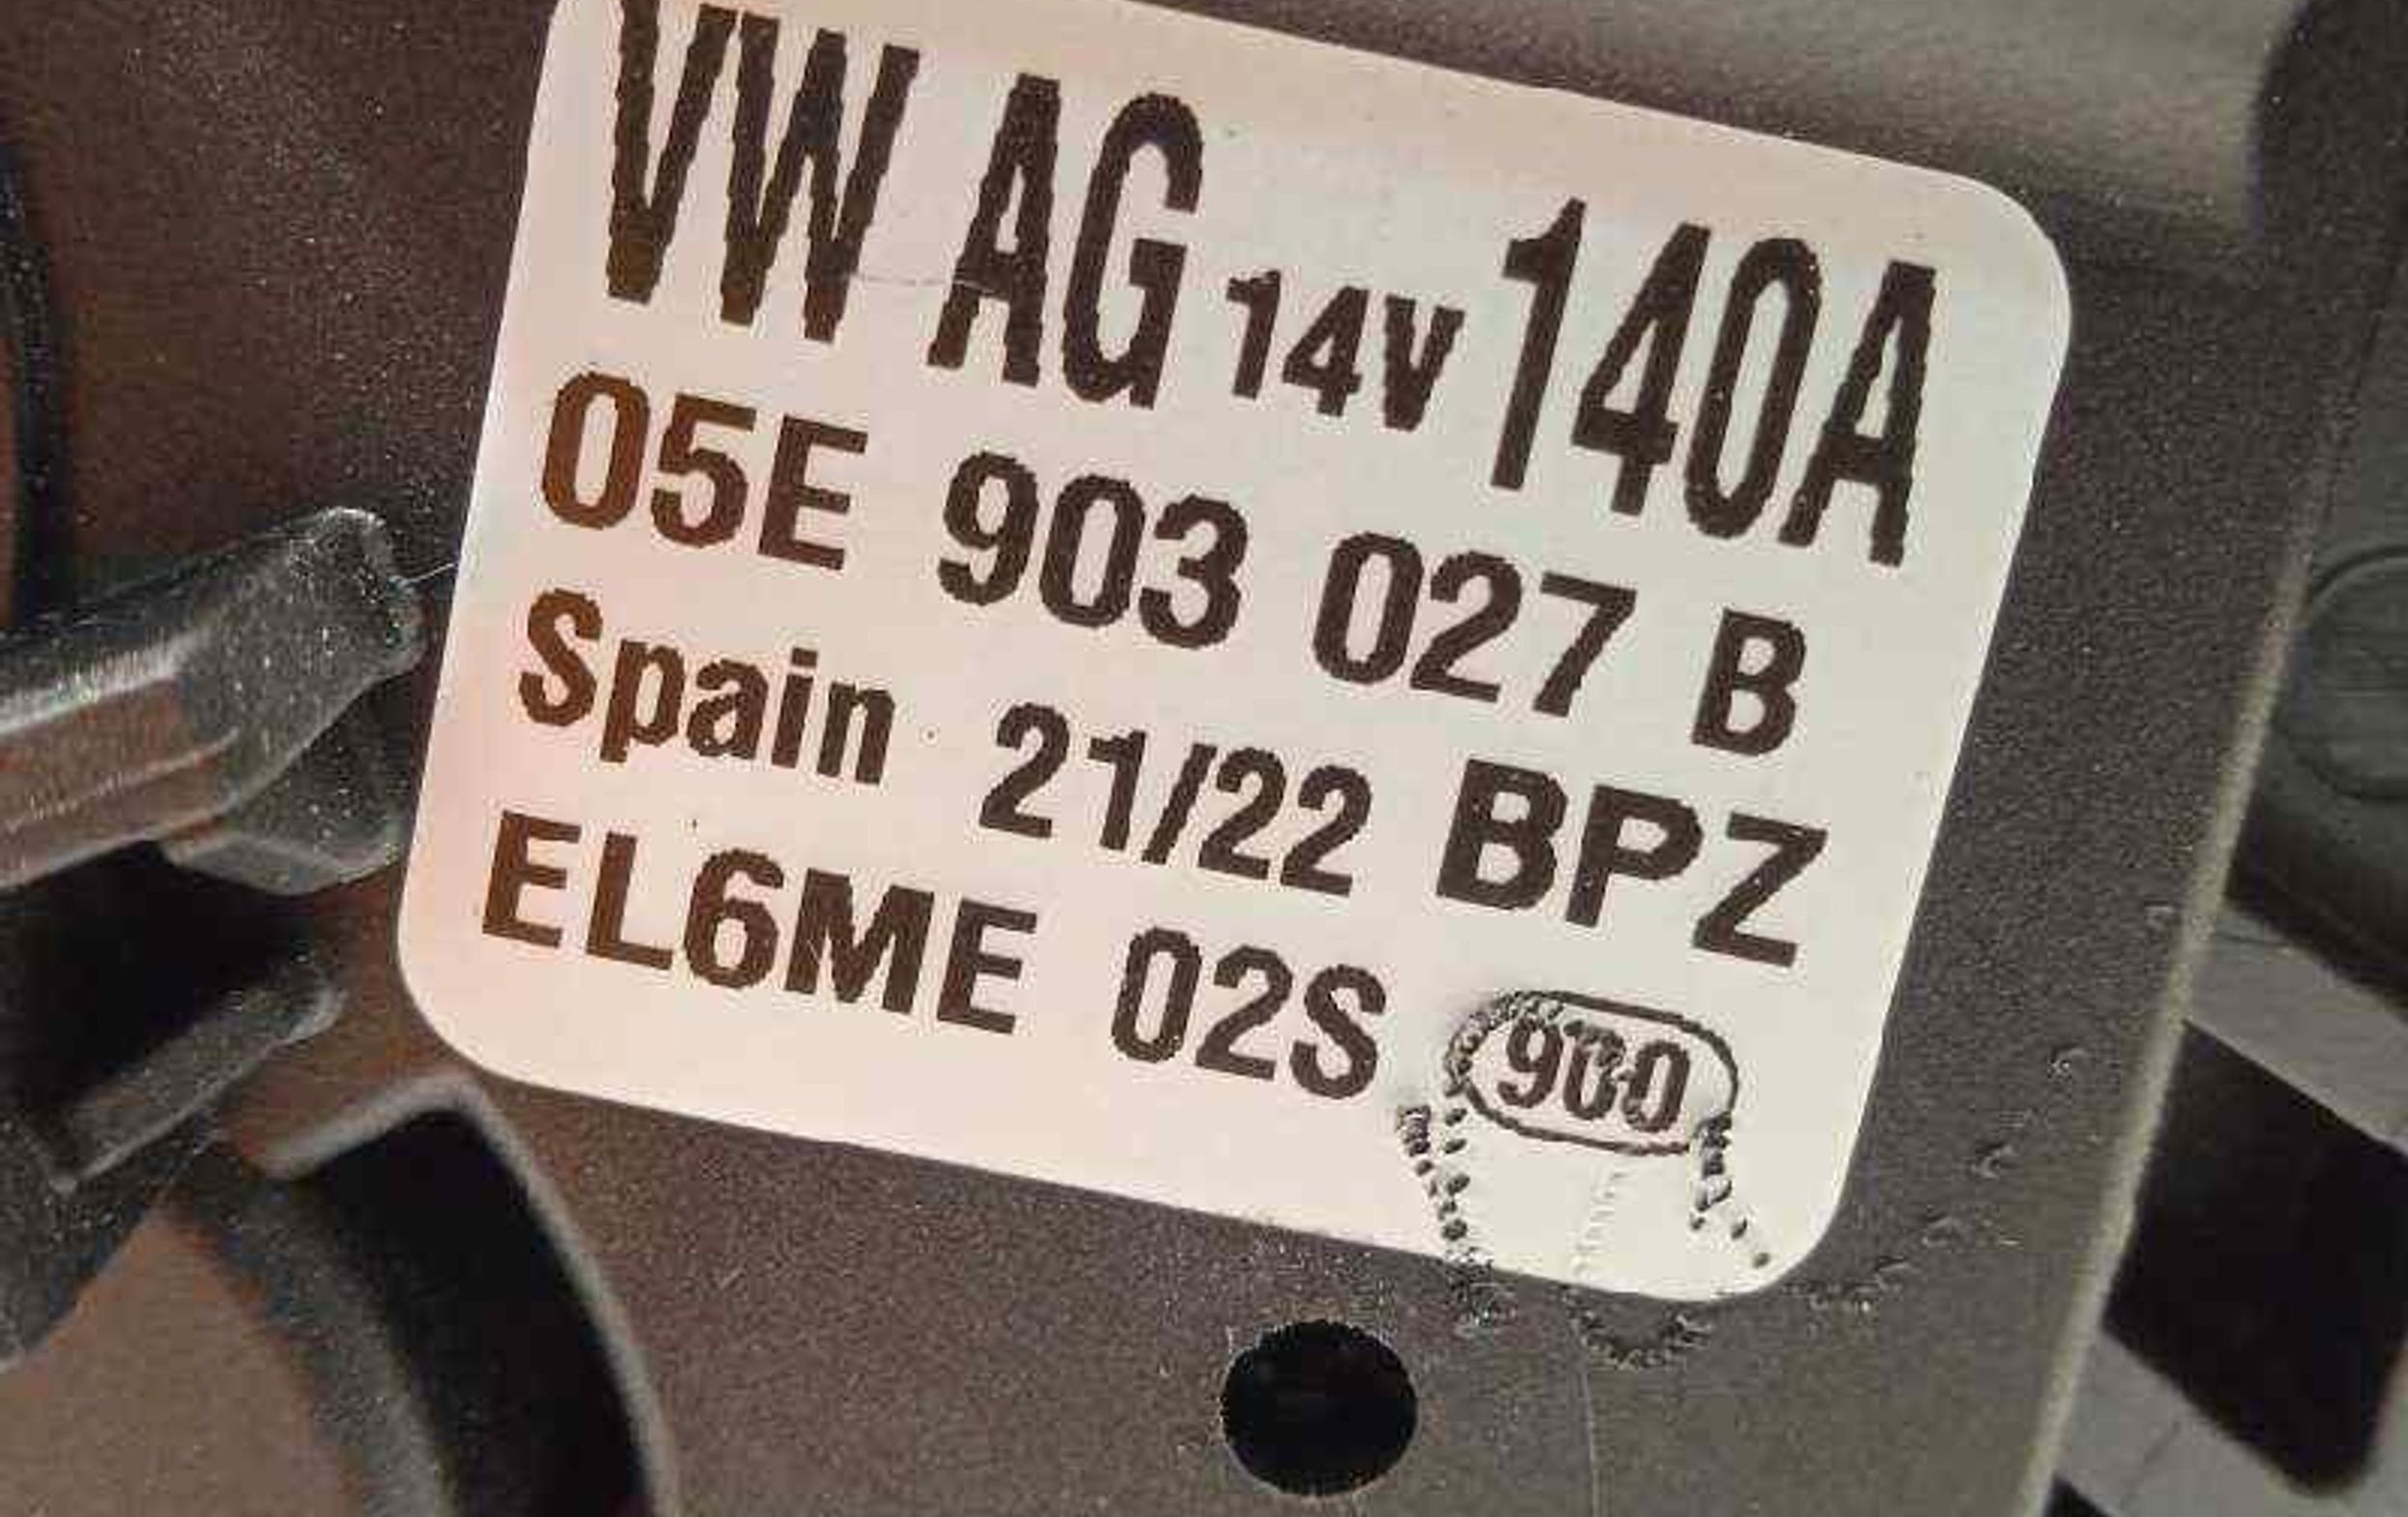 VW AG 14V 140A
05E 903 027 B
Spain 21/22 BPZ
EL6ME 02S 900